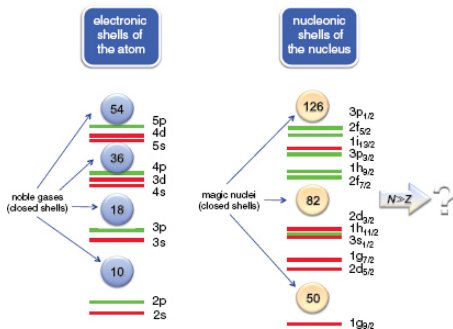 electronic
shells of
the atom
54
5p
4d
5s
36
4p
3d
4s
noble gases
(closed shells)
18
3p
3s
10
2p
2s
nucleonic
shells of
the nucleus
126
3p1/2
2f5/2
1i13/2
3p3/2
1h9/2
2f7/2
magic nuclei
(closed shells)
82
2d3/2
1h11/2
3s1/2
1g7/2
2d5/2
50
1g9/2
N≫Z
?